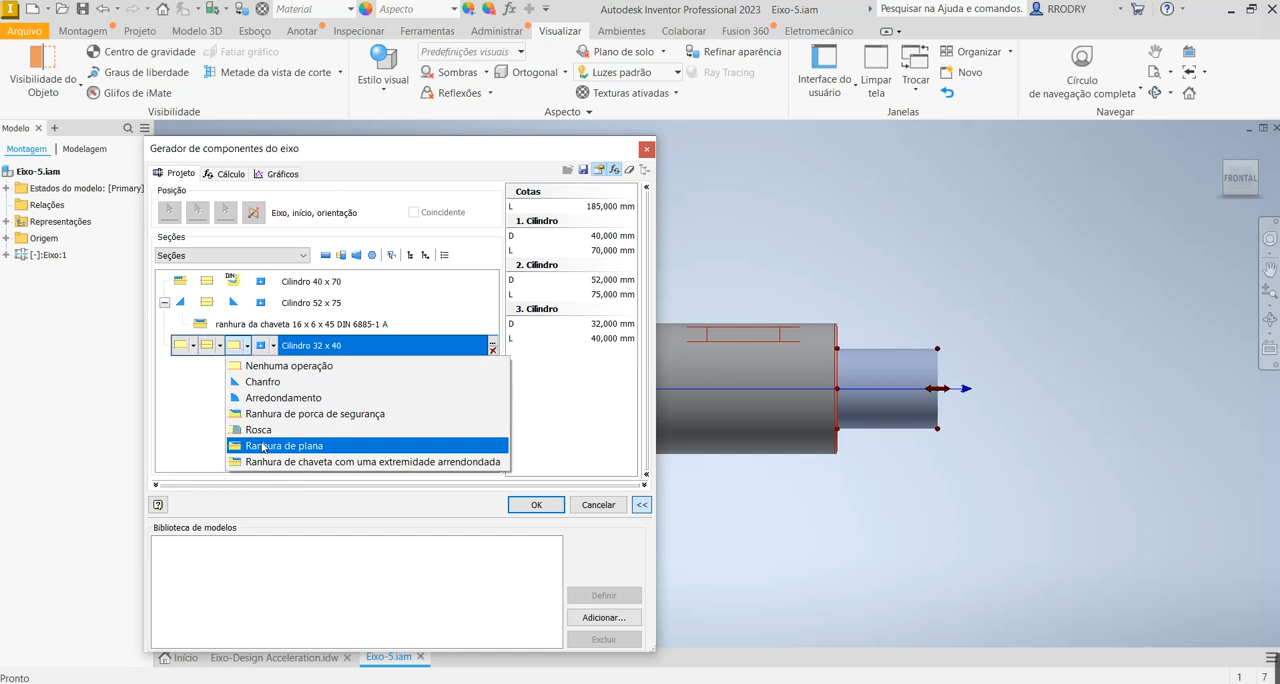 I
Material
Aspecto
fx
Autodesk Inventor Professional 2023 Eixo-5.iam
Pesquisar na Ajuda e comandos.
RRODRY
Arquivo Montagem Projeto Modelo 3D Esboço Anotar Inspecionar Ferramentas Administrar Visualizar Ambientes Colaborar Fusion 360 Eletromecânico
Visibilidade do
Objeto
Centro de gravidade
Graus de liberdade
Glifos de iMate
Fatiar gráfico
Metade da vista de corte
Visibilidade
Estilo visual
Predefinições visuais
Sombras
Reflexões
Ortogonal
Plano de solo
Luzes padrão
Texturas ativadas
Refinar aparência
Ray Tracing
Aspecto
Interface do
usuário
Limpar
tela
Trocar
Organizar
Novo
Janelas
Círculo
de navegação completa
Navegar
Modelo
Montagem Modelagem
Eixo-5.iam
Estados do modelo: [Primary]
Relações
Representações
Origem
[-]:Eixo:1
Gerador de componentes do eixo
Projeto Cálculo Gráficos
Posição
Eixo, início, orientação
Coincidente
Seções
Seções
DIN
Cilindro 40 x 70
Cilindro 52 x 75
ranhura da chaveta 16 x 6 x 45 DIN 6885-1 A
Cilindro 32 x 40
Nenhuma operação
Chanfro
Arredondamento
Ranhura de porca de segurança
Rosca
Ranhura de plana
Ranhura de chaveta com uma extremidade arrendondada
Cotas
L 185,000 mm
1. Cilindro
D 40,000 mm
L 70,000 mm
2. Cilindro
D 52,000 mm
L 75,000 mm
3. Cilindro
D 32,000 mm
L 40,000 mm
OK
Cancelar
<<
Biblioteca de modelos
Definir
Adicionar...
Excluir
FRONTAL
Início Eixo-Design Acceleration.idw Eixo-5.iam
Pronto
1 7